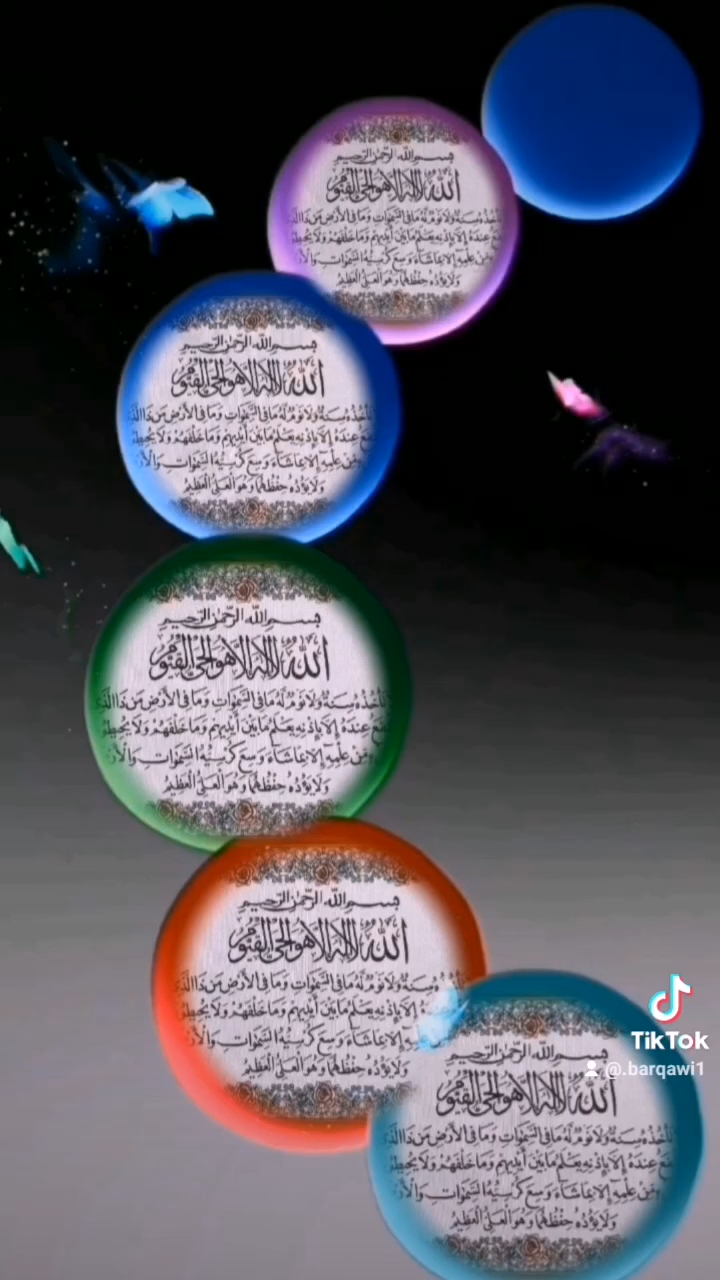 بسم الله الرحمن الرحيم
الله لا إله إلا هو الحي القيوم
تأخذه سنة ولا نوم له ما في السموات وما في الأرض من ذا
عنده إلا بإذنه يعلم ما بين أيديهم وما خلفهم ولا
من علمه إلا بما شاء وسع كرسيه السموات
ولا يؤده حفظهما وهو العلي العظيم
بسم الله الرحمن الرحيم
الله لا إله إلا هو الحي القيوم
تأخذه سنة ولا نوم له ما في السموات وما في الأرض من ذا
عنده إلا بإذنه يعلم ما بين أيديهم وما خلفهم ولا
من علمه إلا بما شاء وسع كرسيه السموات
ولا يؤده حفظهما وهو العلي العظيم
بسم الله الرحمن الرحيم
الله لا إله إلا هو الحي القيوم
تأخذه سنة ولا نوم له ما في السموات وما في الأرض من ذا
عنده إلا بإذنه يعلم ما بين أيديهم وما خلفهم ولا
من علمه إلا بما شاء وسع كرسيه السموات
ولا يؤده حفظهما وهو العلي العظيم
بسم الله الرحمن الرحيم
الله لا إله إلا هو الحي القيوم
سنة ولا نوم له ما في السموات وما في الأرض من ذا
إلا بإذنه يعلم ما بين أيديهم وما خلفهم ولا
إلا بما شاء وسع كرسيه السموات
ولا يؤده حفظهما وهو العلي العظيم
بسم الله الرحمن الرحيم
الله لا إله إلا هو الحي القيوم
تأخذه سنة ولا نوم له ما في السموات وما في الأرض من ذا
عنده إلا بإذنه يعلم ما بين أيديهم وما خلفهم ولا
من علمه إلا بما شاء وسع كرسيه السموات
ولا يؤده حفظهما وهو العلي العظيم
TikTok
@.barqawi1